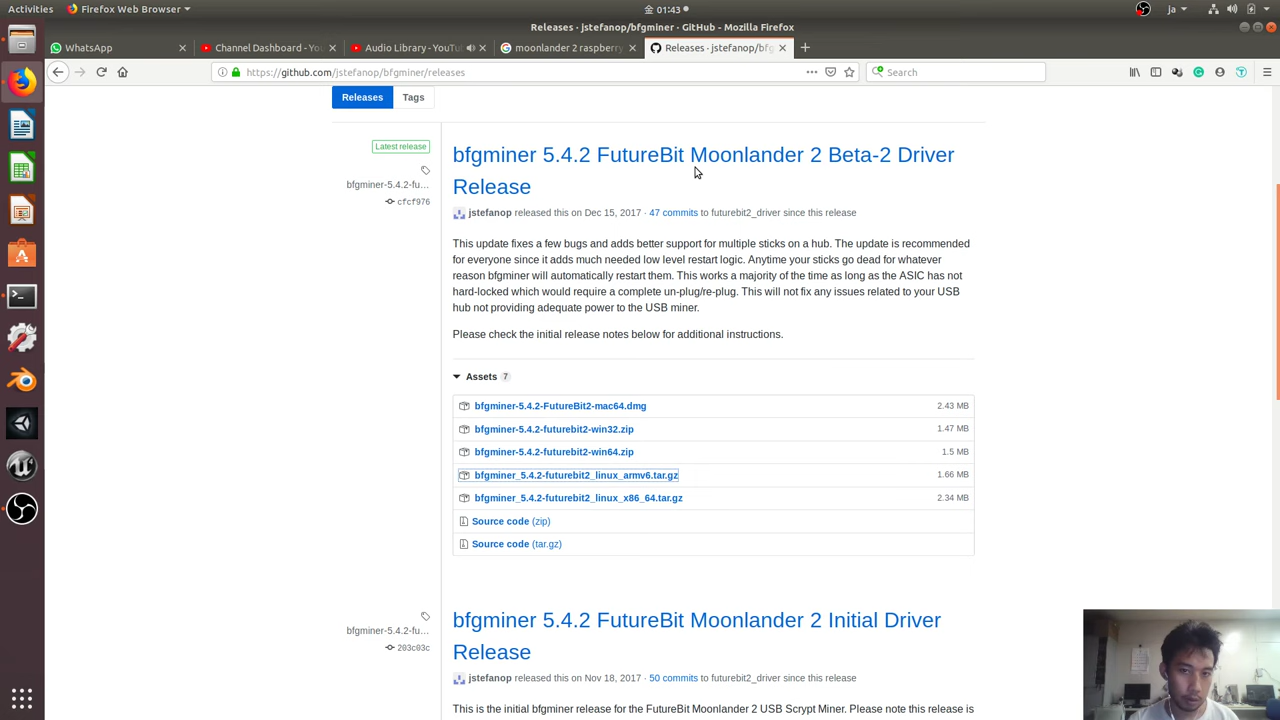 Activities
Firefox
01:43
ja
Releases · jstefanop/bfgminer · GitHub - Mozilla Firefox
WhatsApp
Channel Dashboard - Yo
Audio Library - YouTu
moonlander 2 raspberry
Releases · jstefanop/bfg
https://github.com/jstefanop/bfgminer/releases
Search
Releases
Tags
Latest release
bfgminer-5.4.2-fu…
cfcf976
bfgminer 5.4.2 FutureBit Moonlander 2 Beta-2 Driver
Release
jstefanop released this on Dec 15, 2017 · 47 commits to futurebit2_driver since this release
This update fixes a few bugs and adds better support for multiple sticks on a hub. The update is recommended
for everyone since it adds much needed low level restart logic. Anytime your sticks go dead for whatever
reason bfgminer will automatically restart them. This works a majority of the time as long as the ASIC has not
hard-locked which would require a complete un-plug/re-plug. This will not fix any issues related to your USB
hub not providing adequate power to the USB miner.
Please check the initial release notes below for additional instructions.
Assets 7
bfgminer-5.4.2-FutureBit2-mac64.dmg 2.43 MB
bfgminer-5.4.2-futurebit2-win32.zip 1.47 MB
bfgminer-5.4.2-futurebit2-win64.zip 1.5 MB
bfgminer_5.4.2-futurebit2_linux_armv6.tar.gz 1.66 MB
bfgminer_5.4.2-futurebit2_linux_x86_64.tar.gz 2.34 MB
Source code (zip)
Source code (tar.gz)
bfgminer-5.4.2-fu…
203c03c
bfgminer 5.4.2 FutureBit Moonlander 2 Initial Driver
Release
jstefanop released this on Nov 18, 2017 · 50 commits to futurebit2_driver since this release
This is the initial bfgminer release for the FutureBit Moonlander 2 USB Scrypt Miner. Please note this release is